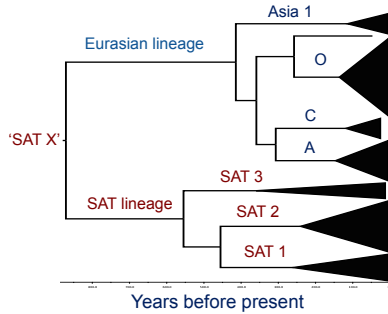 Asia 1
Eurasian lineage
O
C
'SAT X'
A
SAT 3
SAT lineage
SAT 2
SAT 1
Years before present